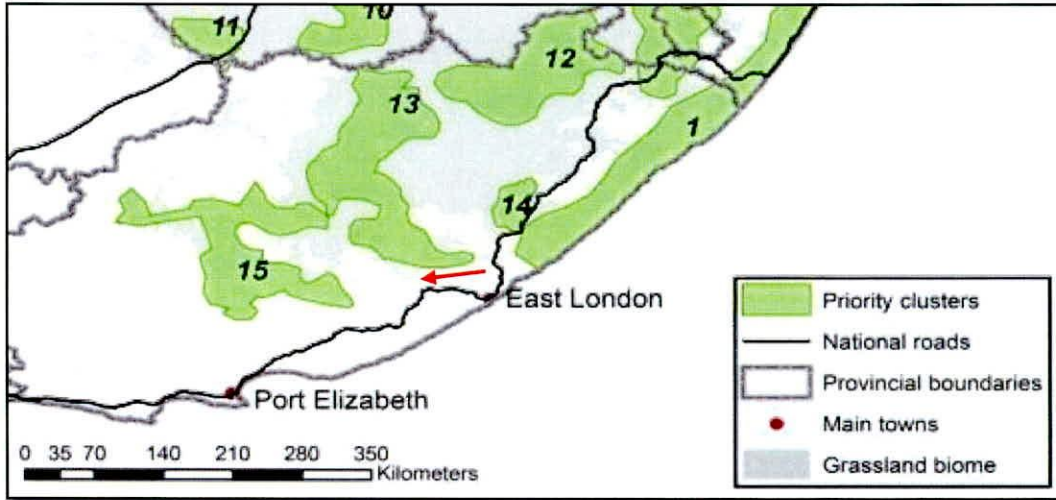 11
10
12
13
1
14
15
East London
Port Elizabeth
0 35 70 140 210 280 350
Kilometers
Priority clusters
National roads
Provincial boundaries
Main towns
Grassland biome